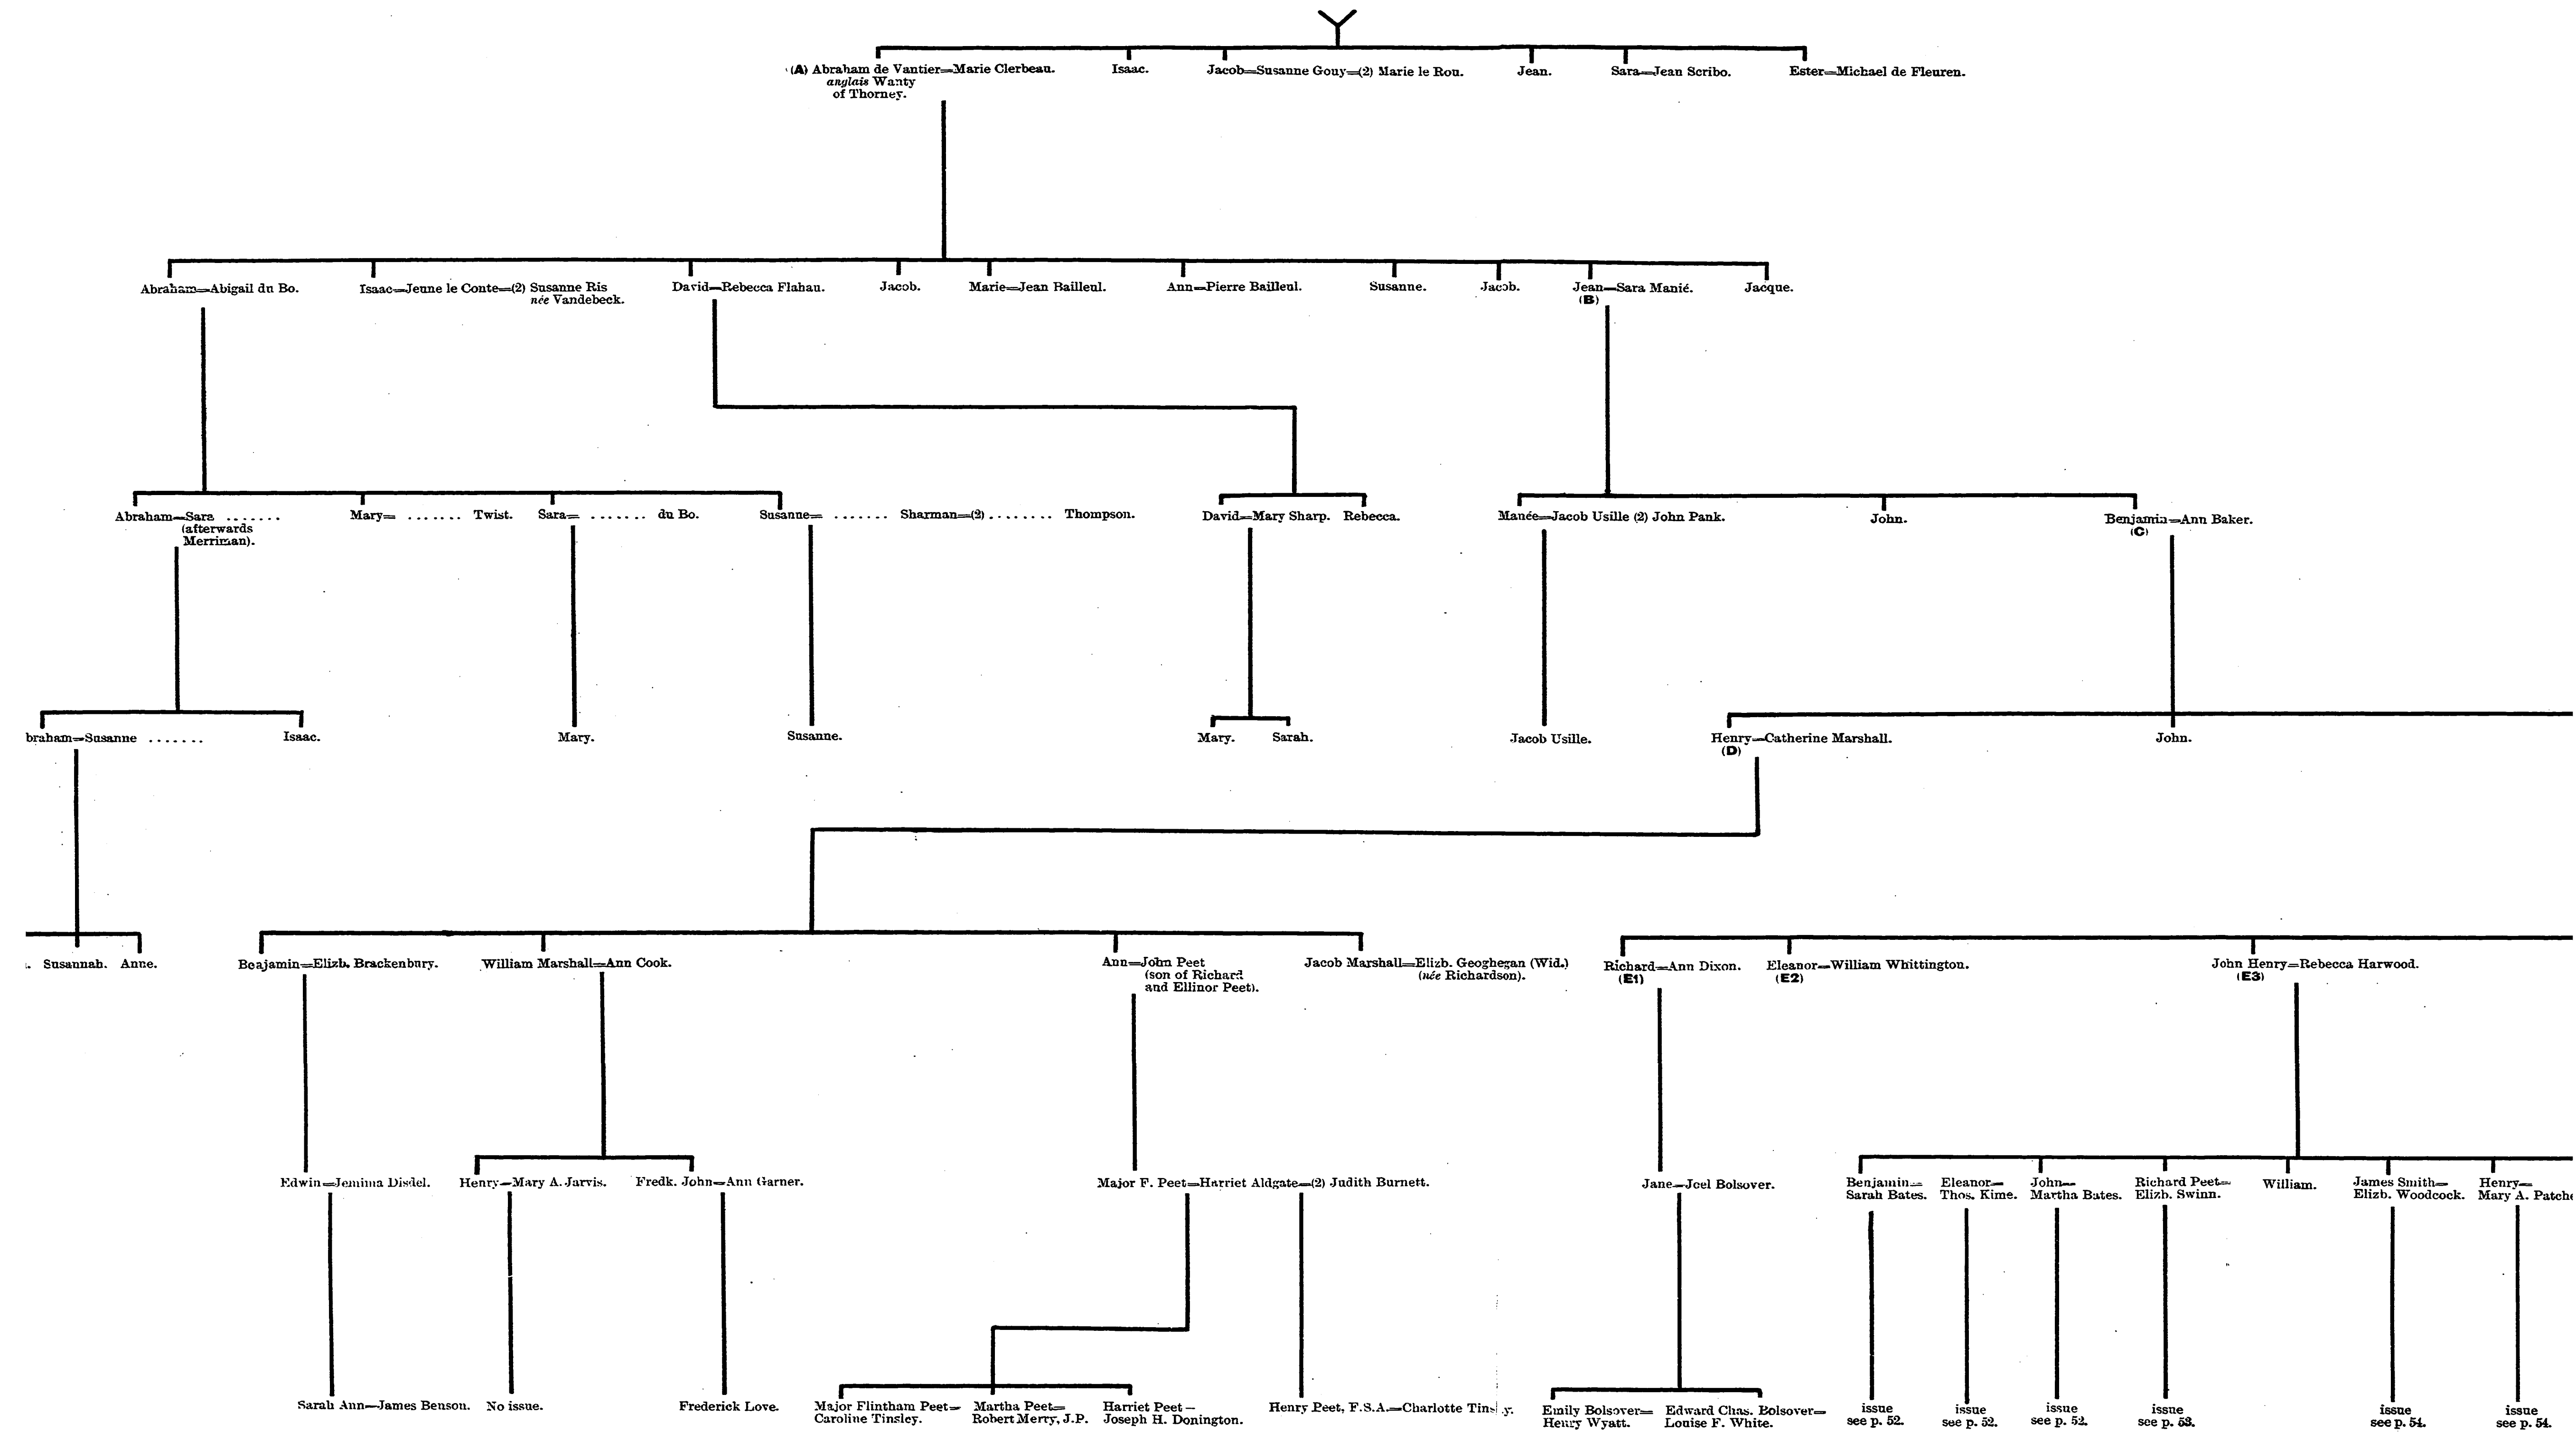 (A) Abraham de Vantier=Marie Clerbeau. Isaac. Jacob=Susanne Gouy=(2) Marie le Rou. Jean. Sara=Jean Scribo. Ester=Michael de Fleuren.
anglais Wanty
of Thorney.
Abraham=Abigail du Bo. Isaac=Jeune le Conte=(2) Susanne Ris David=Rebecca Flahau. Jacob. Marie=Jean Bailleul. Ann=Pierre Bailleul. Susanne. Jacob. Jean=Sara Manié. Jacque.
née Vandebeck. (B)
Abraham=Sara ....... Mary= ....... Twist. Sara= ....... du Bo. Susanne= ....... Sharman=(2) ........ Thompson. David=Mary Sharp. Rebecca. Manée=Jacob Usille (2) John Pank. John. Benjamin=Ann Baker.
(afterwards (C)
Merriman).
braham=Susanne ....... Isaac. Mary. Susanne. Mary. Sarah. Jacob Usille. Henry=Catherine Marshall. John.
(D)
. Susannah. Anne. Benjamin=Elizb. Brackenbury. William Marshall=Ann Cook. Ann=John Peet Jacob Marshall=Elizb. Geoghegan (Wid.) Richard=Ann Dixon. Eleanor=William Whittington. John Henry=Rebecca Harwood.
(son of Richard (née Richardson). (E1) (E2) (E3)
and Ellinor Peet).
Edwin=Jemima Disdel. Henry=Mary A. Jarvis. Fredk. John=Ann Garner. Major F. Peet=Harriet Aldgate=(2) Judith Burnett. Jane=Joel Bolsover. Benjamin= Eleanor= John= Richard Peet= William. James Smith= Henry=
Sarah Bates. Thos. Kime. Martha Bates. Elizb. Swinn. Elizb. Woodcock. Mary A. Patche
Sarah Ann=James Benson. No issue. Frederick Love. Major Flintham Peet= Martha Peet= Harriet Peet= Henry Peet, F.S.A.=Charlotte Emily Bolsover= Edward Chas. Bolsover= issue issue issue issue issue issue
Caroline Tinsley. Robert Merry, J.P. Joseph H. Donington. Henry Wyatt. Louise F. White. see p. 52. see p. 52. see p. 52. see p. 53. see p. 54. see p. 54.